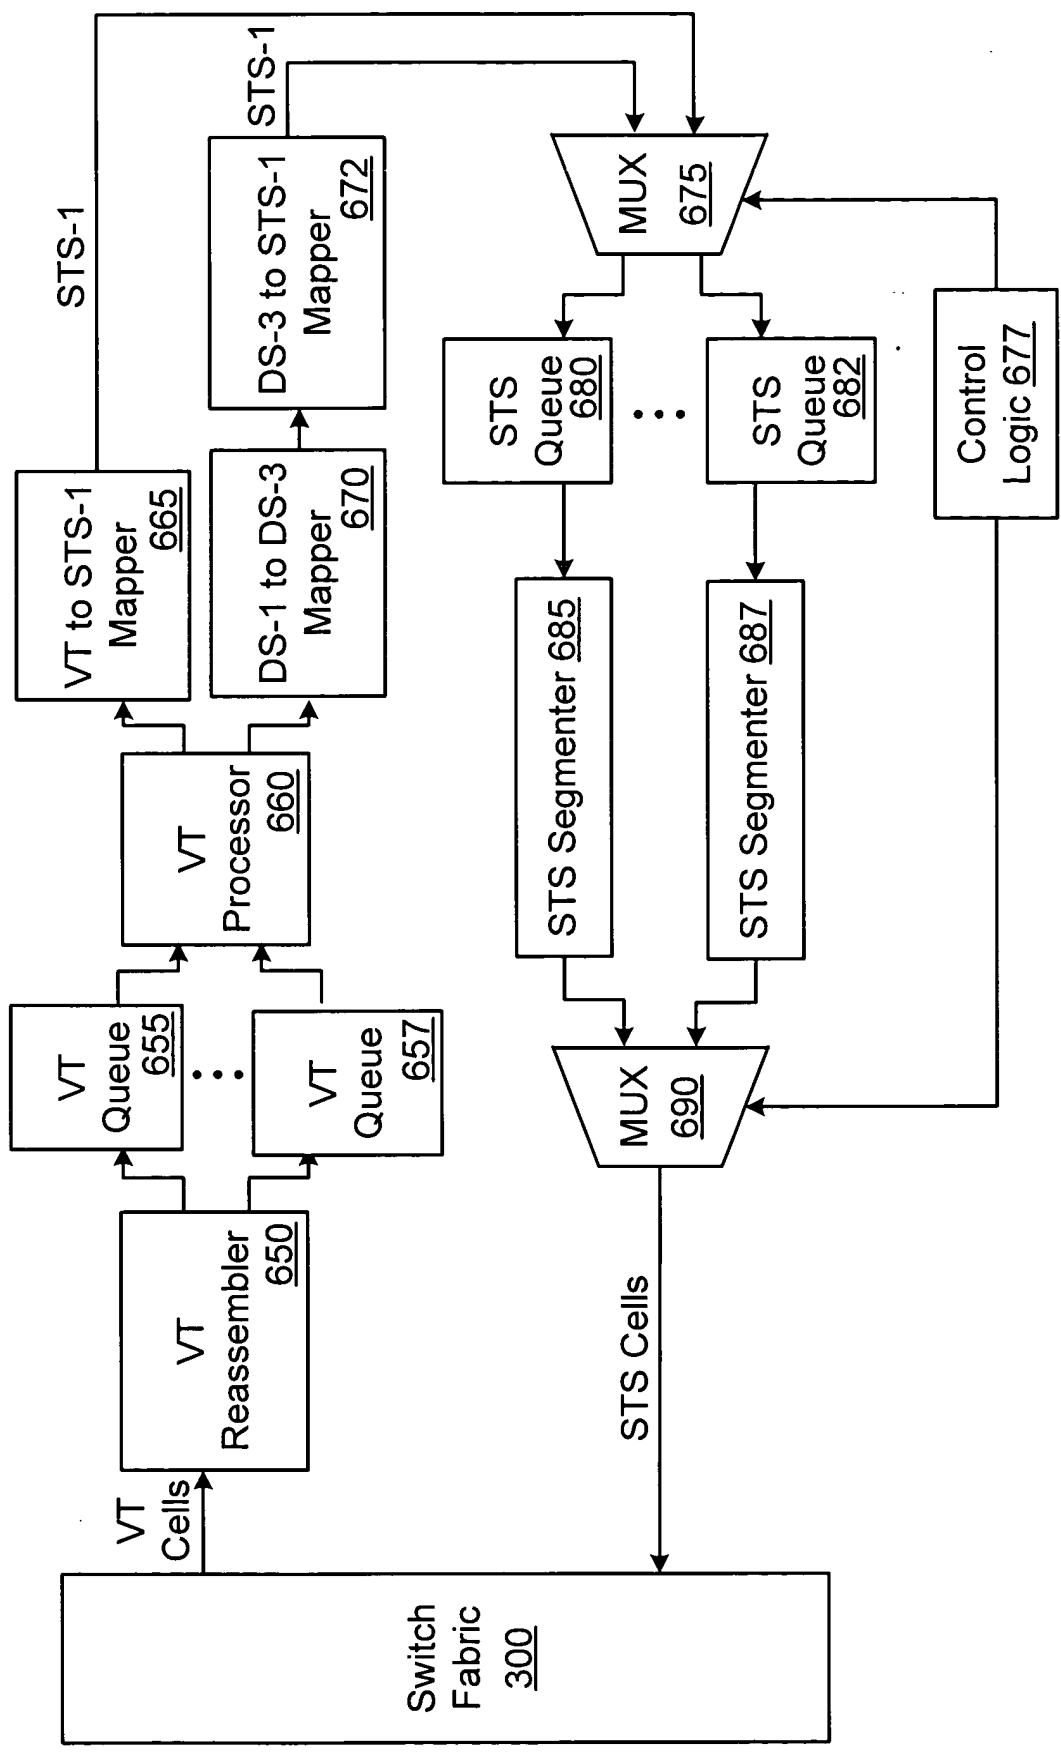 Switch
Fabric
300
VT
Cells
VT
Reassembler
650
VT
Queue
655
VT
Queue
657
VT
Processor
660
VT to STS-1
Mapper
665
DS-1 to DS-3
Mapper
670
DS-3 to STS-1
Mapper
672
STS-1
STS-1
MUX
675
STS
Queue
680
STS
Queue
682
STS Segmenter 685
STS Segmenter 687
MUX
690
STS Cells
Control
Logic 677